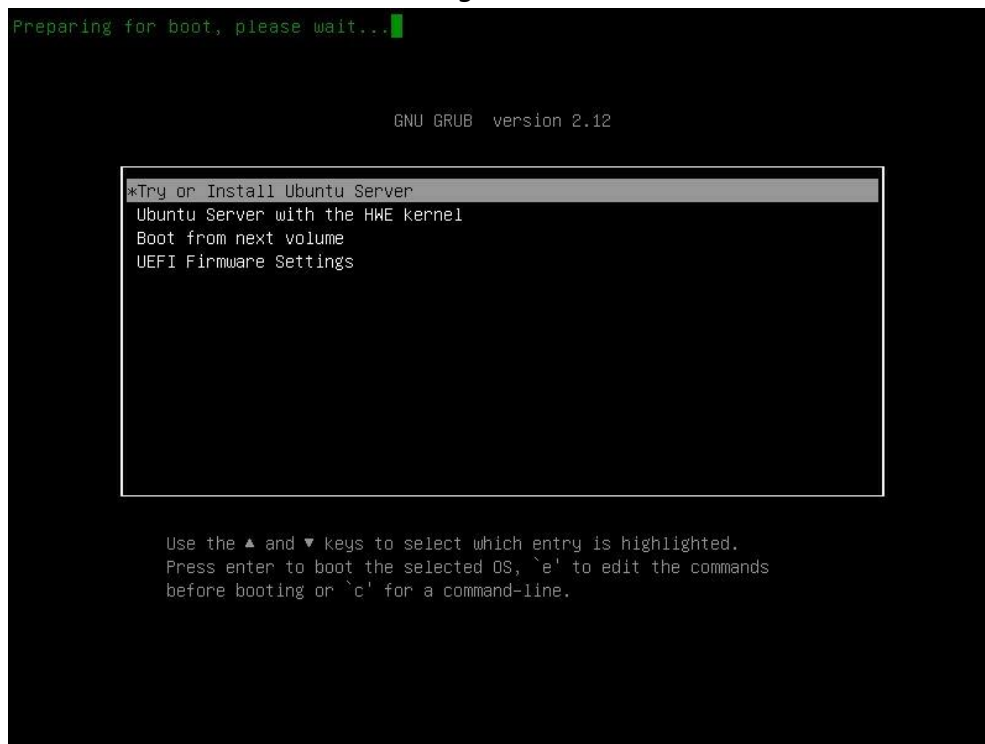 Preparing for boot, please wait...
GNU GRUB  version 2.12
*Try or Install Ubuntu Server
Ubuntu Server with the HWE kernel
Boot from next volume
UEFI Firmware Settings
Use the ▲ and ▼ keys to select which entry is highlighted.
Press enter to boot the selected OS, `e' to edit the commands
before booting or `c' for a command-line.